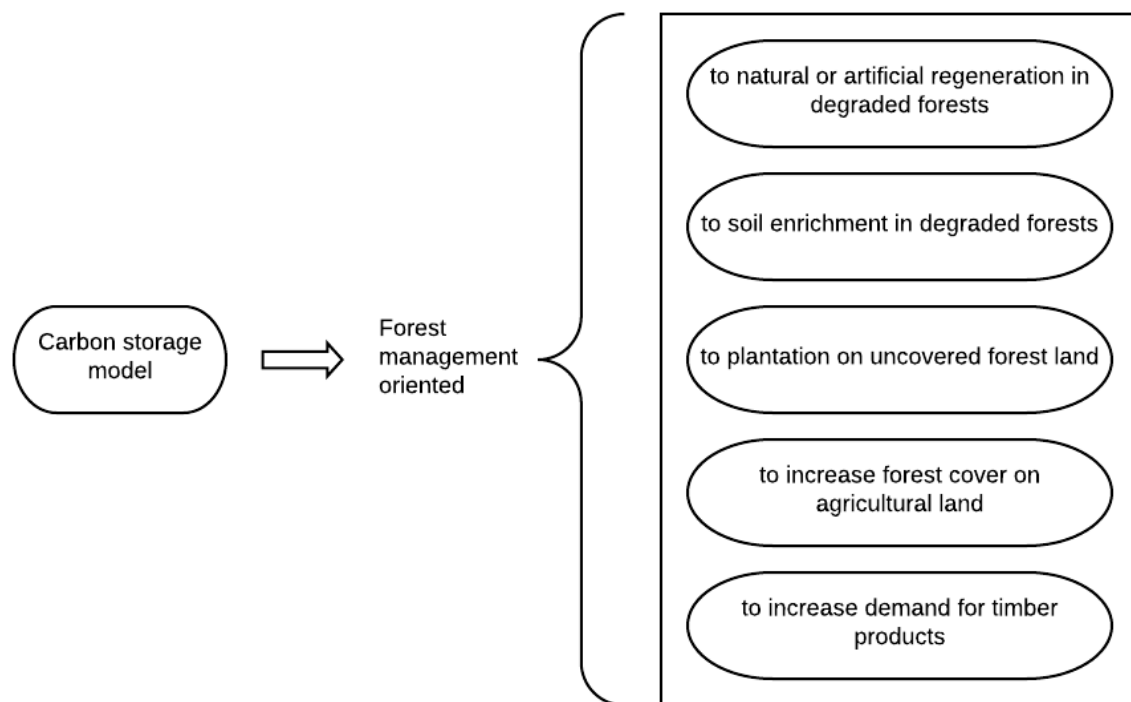 Carbon storage
model
Forest
management
oriented
to natural or artificial regeneration in
degraded forests
to soil enrichment in degraded forests
to plantation on uncovered forest land
to increase forest cover on
agricultural land
to increase demand for timber
products